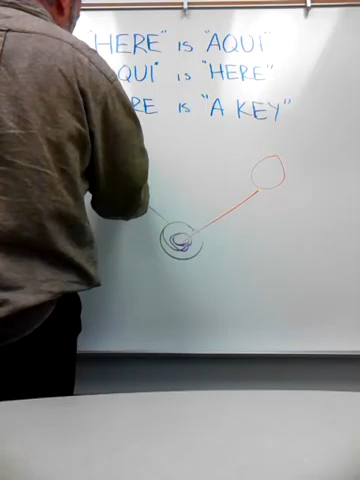 "HERE" is "AQUI"
QUI" is "HERE"
RE is "A KEY"